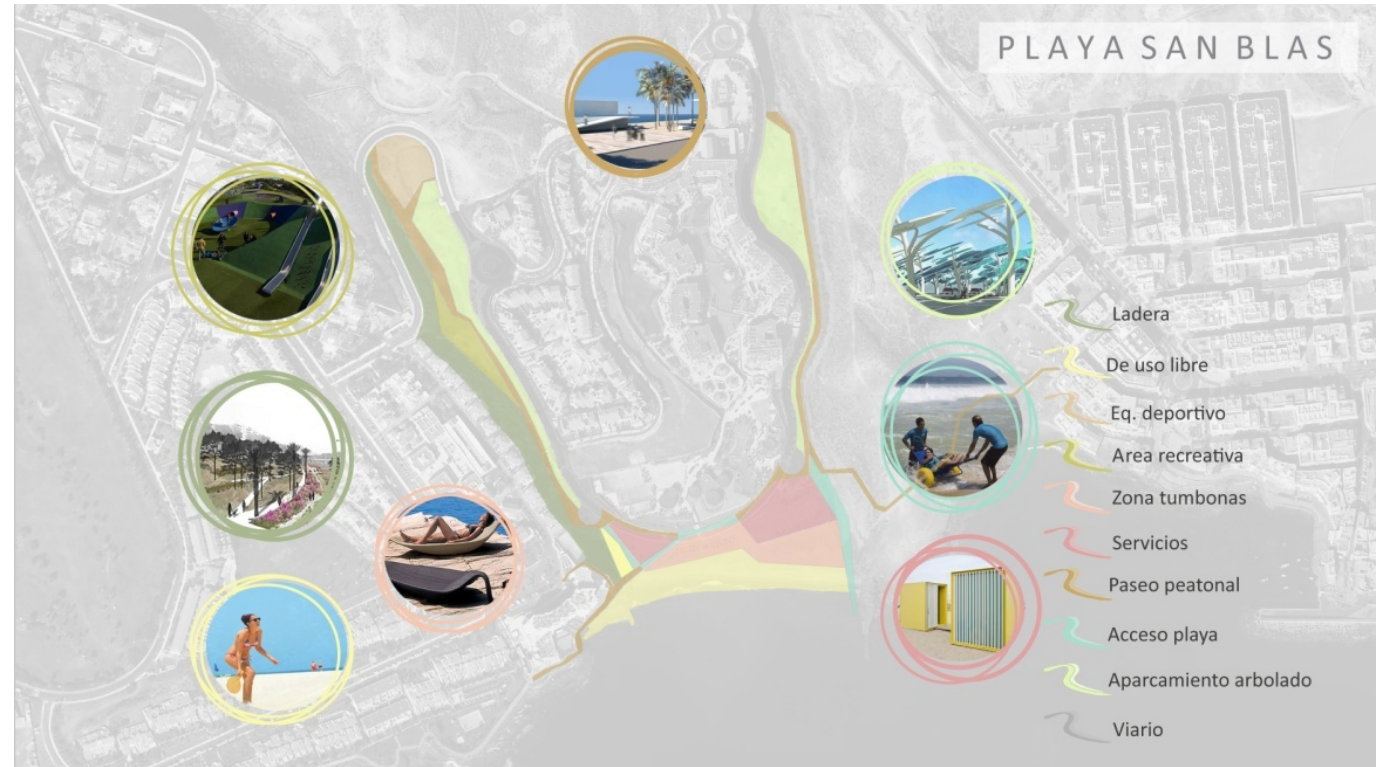 PLAYA SAN BLAS
Ladera
De uso libre
Eq. deportivo
Area recreativa
Zona tumbonas
Servicios
Paseo peatonal
Acceso playa
Aparcamiento arbolado
Viario